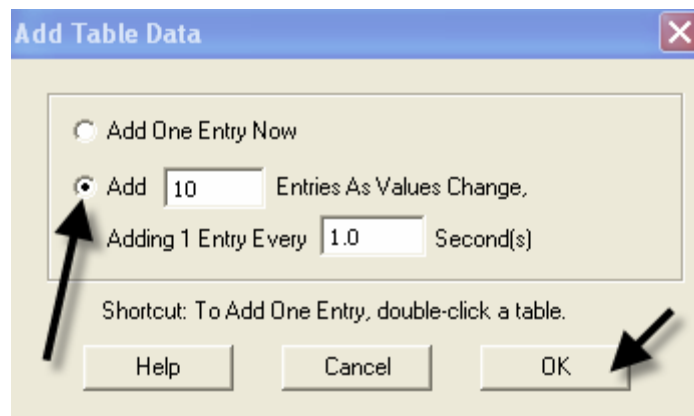 Add Table Data
Add One Entry Now
Add 10 Entries As Values Change,
Adding 1 Entry Every 1.0 Second(s)
Shortcut: To Add One Entry, double-click a table.
Help Cancel OK